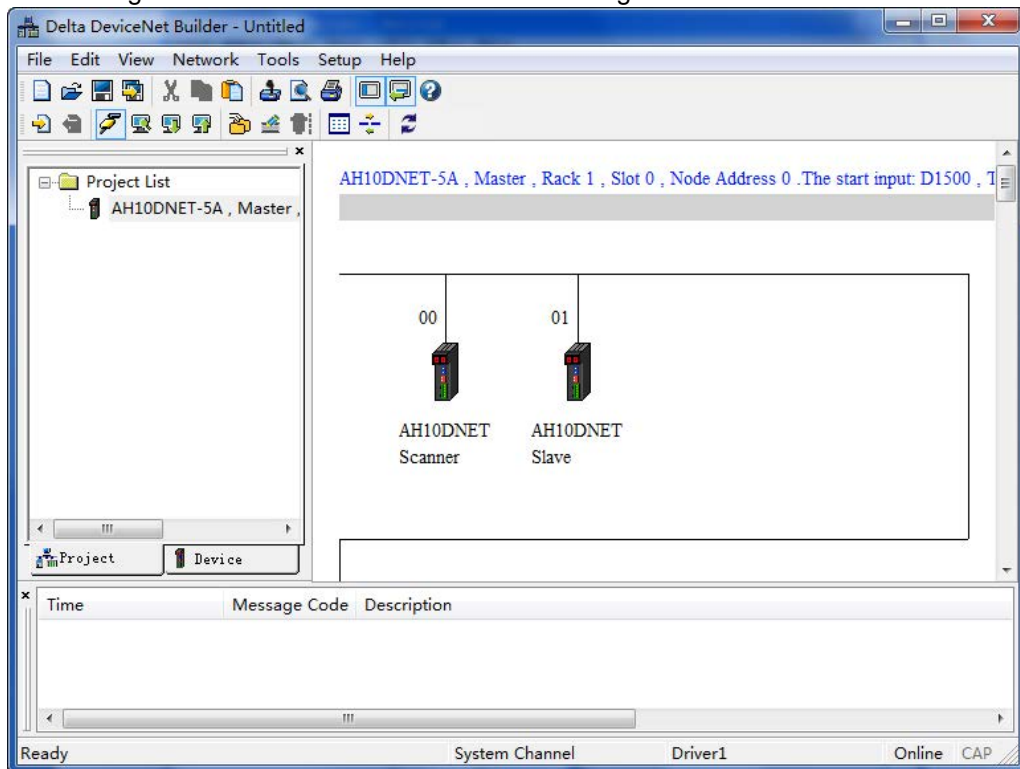 Delta DeviceNet Builder - Untitled
File Edit View Network Tools Setup Help
Project List
AH10DNET-5A , Master ,
AH10DNET-5A , Master , Rack 1 , Slot 0 , Node Address 0 .The start input: D1500 ,
00 01
AH10DNET AH10DNET
Scanner Slave
Project Device
Time Message Code Description
Ready System Channel Driver1 Online CAP